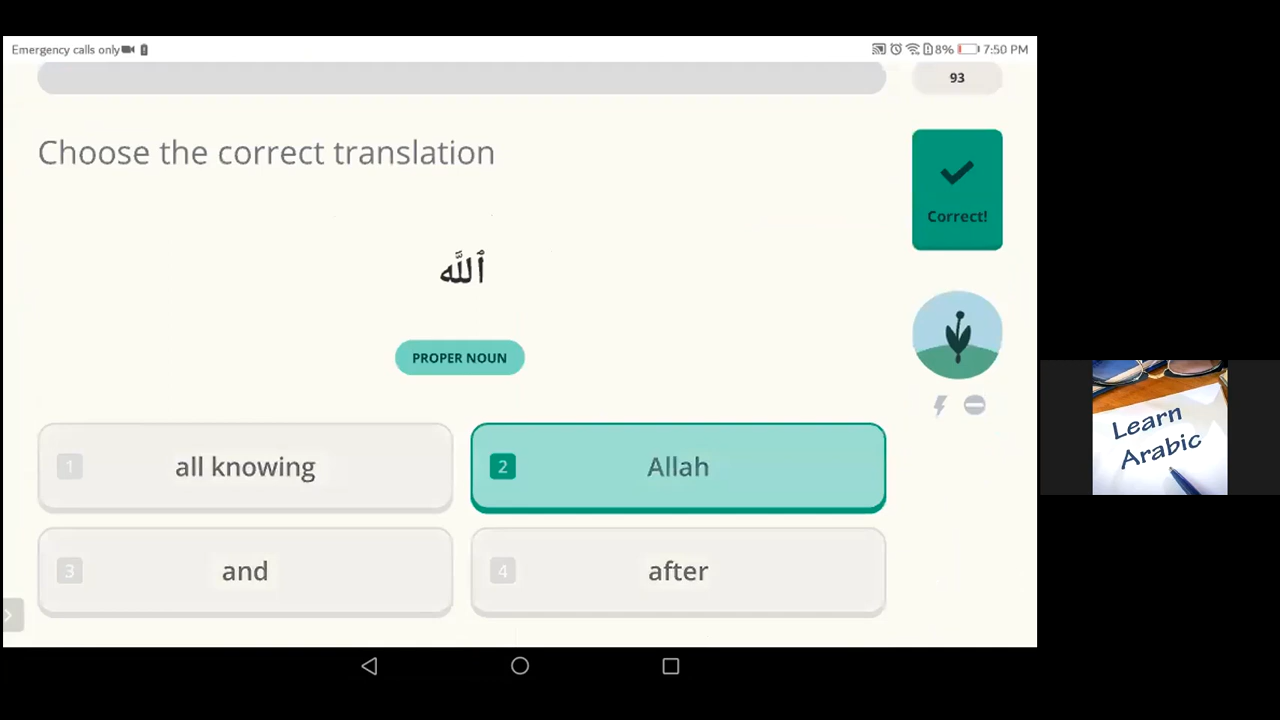 Emergency calls only 8% 7:50 PM
93
Choose the correct translation
Correct!
ٱللَّه
PROPER NOUN
1 all knowing
2 Allah
3 and
4 after
Learn
Arabic